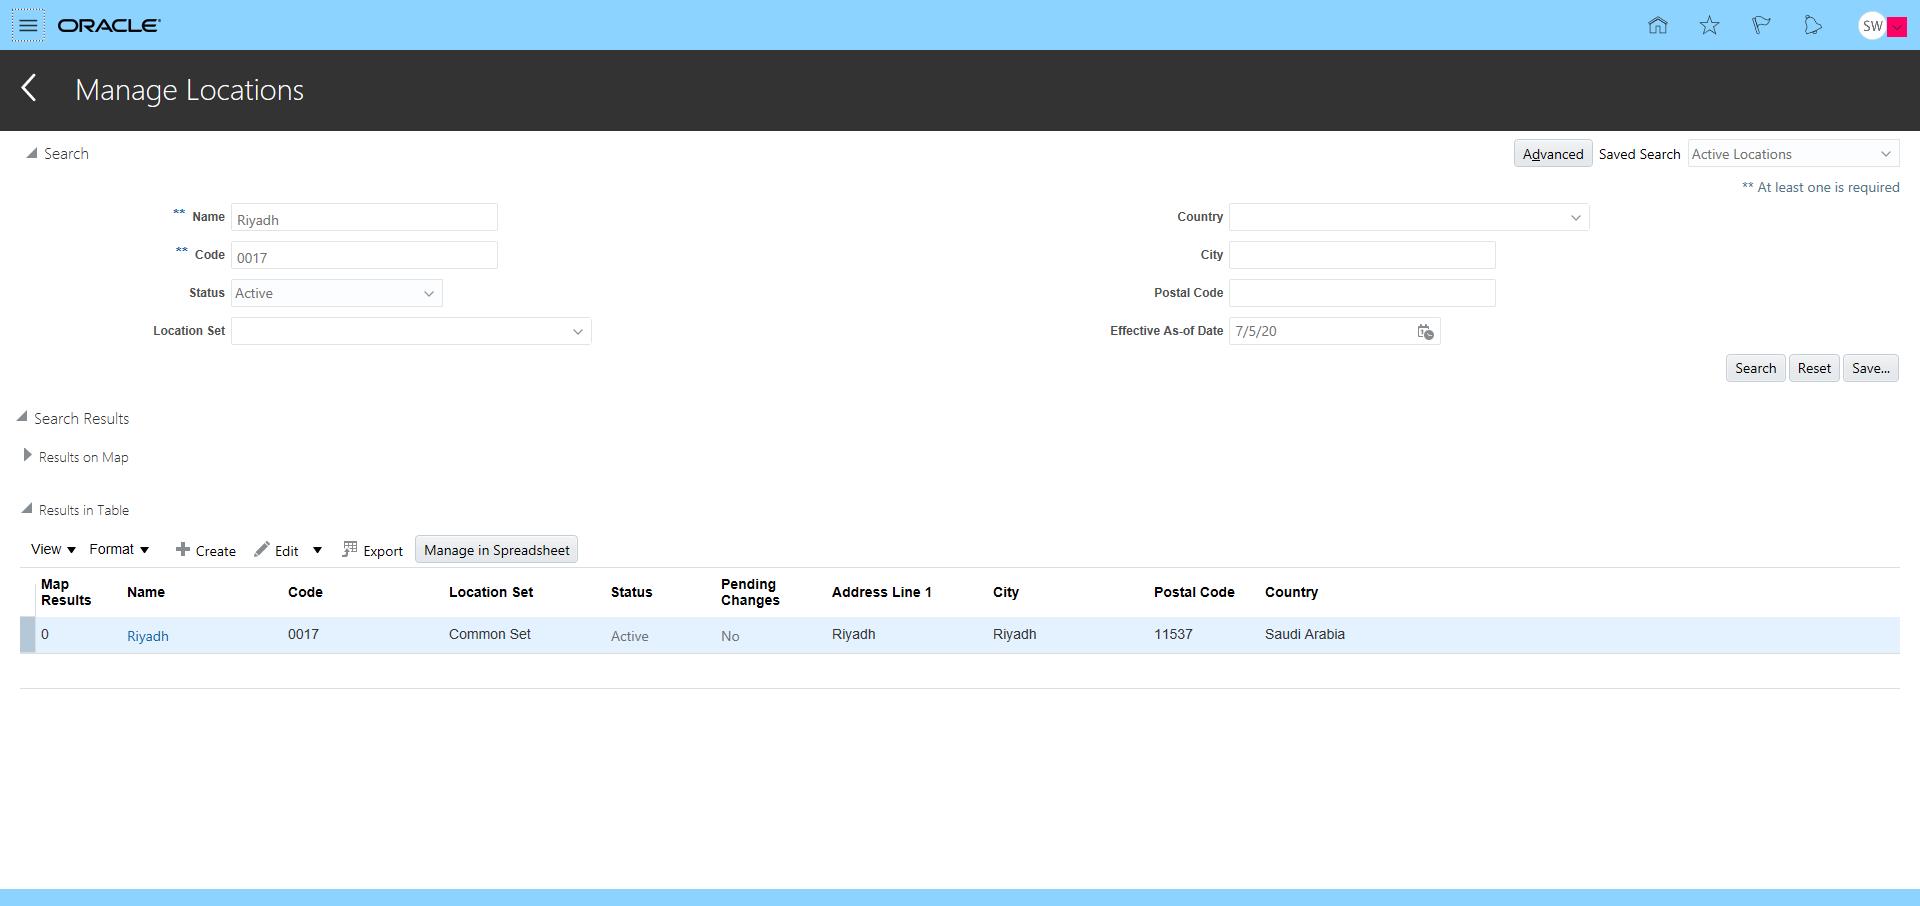 ORACLE
SW
Manage Locations
Search
Advanced Saved Search Active Locations
** At least one is required
** Name Riyadh
Country
** Code 0017
City
Status Active
Postal Code
Location Set
Effective As-of Date 7/5/20
Search Reset Save...
Search Results
Results on Map
Results in Table
View Format Create Edit Export Manage in Spreadsheet
Map Results Name Code Location Set Status Pending Changes Address Line 1 City Postal Code Country
0 Riyadh 0017 Common Set Active No Riyadh Riyadh 11537 Saudi Arabia